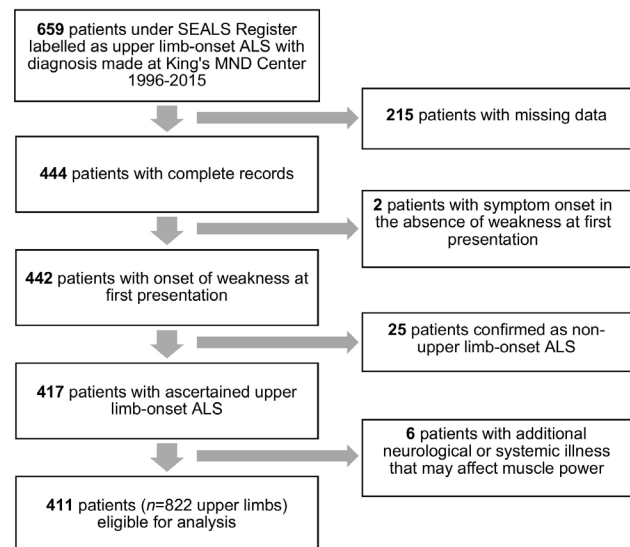 659 patients under SEALS Register
labelled as upper limb-onset ALS with
diagnosis made at King's MND Center
1996-2015
215 patients with missing data
444 patients with complete records
2 patients with symptom onset in
the absence of weakness at first
presentation
442 patients with onset of weakness at
first presentation
25 patients confirmed as non-
upper limb-onset ALS
417 patients with ascertained upper
limb-onset ALS
6 patients with additional
neurological or systemic illness
that may affect muscle power
411 patients (n=822 upper limbs)
eligible for analysis